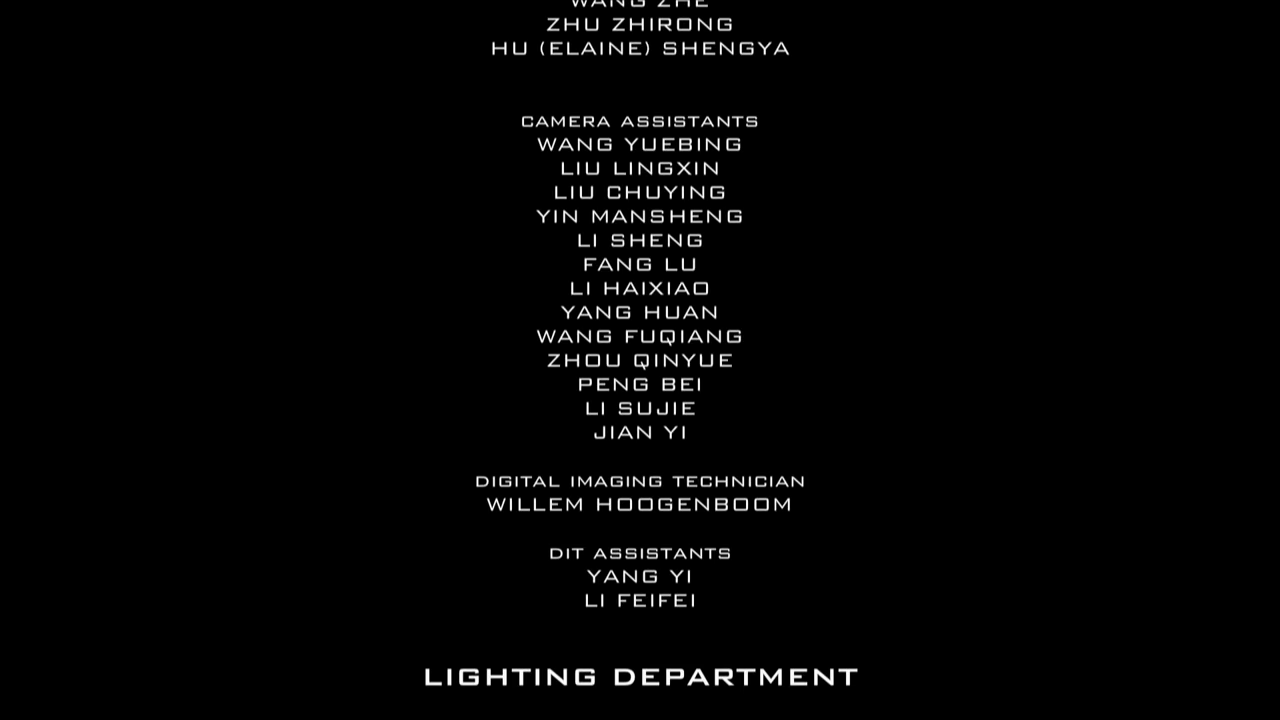 WANG ZHE
ZHU ZHIRONG
HU (ELAINE) SHENGYA
CAMERA ASSISTANTS
WANG YUEBING
LIU LINGXIN
LIU CHUYING
YIN MANSHENG
LI SHENG
FANG LU
LI HAIXIAO
YANG HUAN
WANG FUQIANG
ZHOU QINYUE
PENG BEI
LI SUJIE
JIAN YI
DIGITAL IMAGING TECHNICIAN
WILLEM HOOGENBOOM
DIT ASSISTANTS
YANG YI
LI FEIFEI
LIGHTING DEPARTMENT